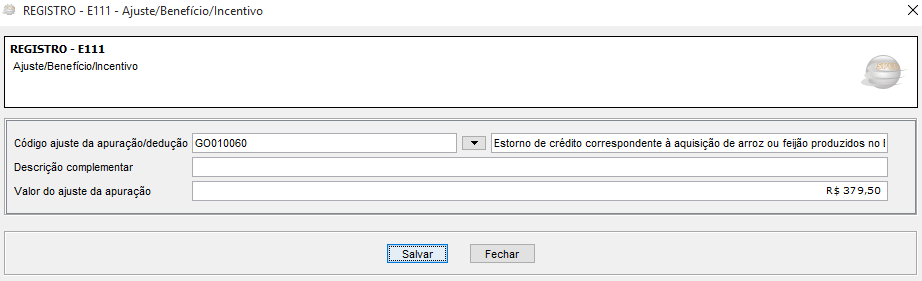 REGISTRO - E111 - Ajuste/Benefício/Incentivo
REGISTRO - E111
Ajuste/Benefício/Incentivo
Código ajuste da apuração/dedução GO010060 Estorno de crédito correspondente à aquisição de arroz ou feijão produzidos no
Descrição complementar
Valor do ajuste da apuração R$ 379,50
Salvar Fechar